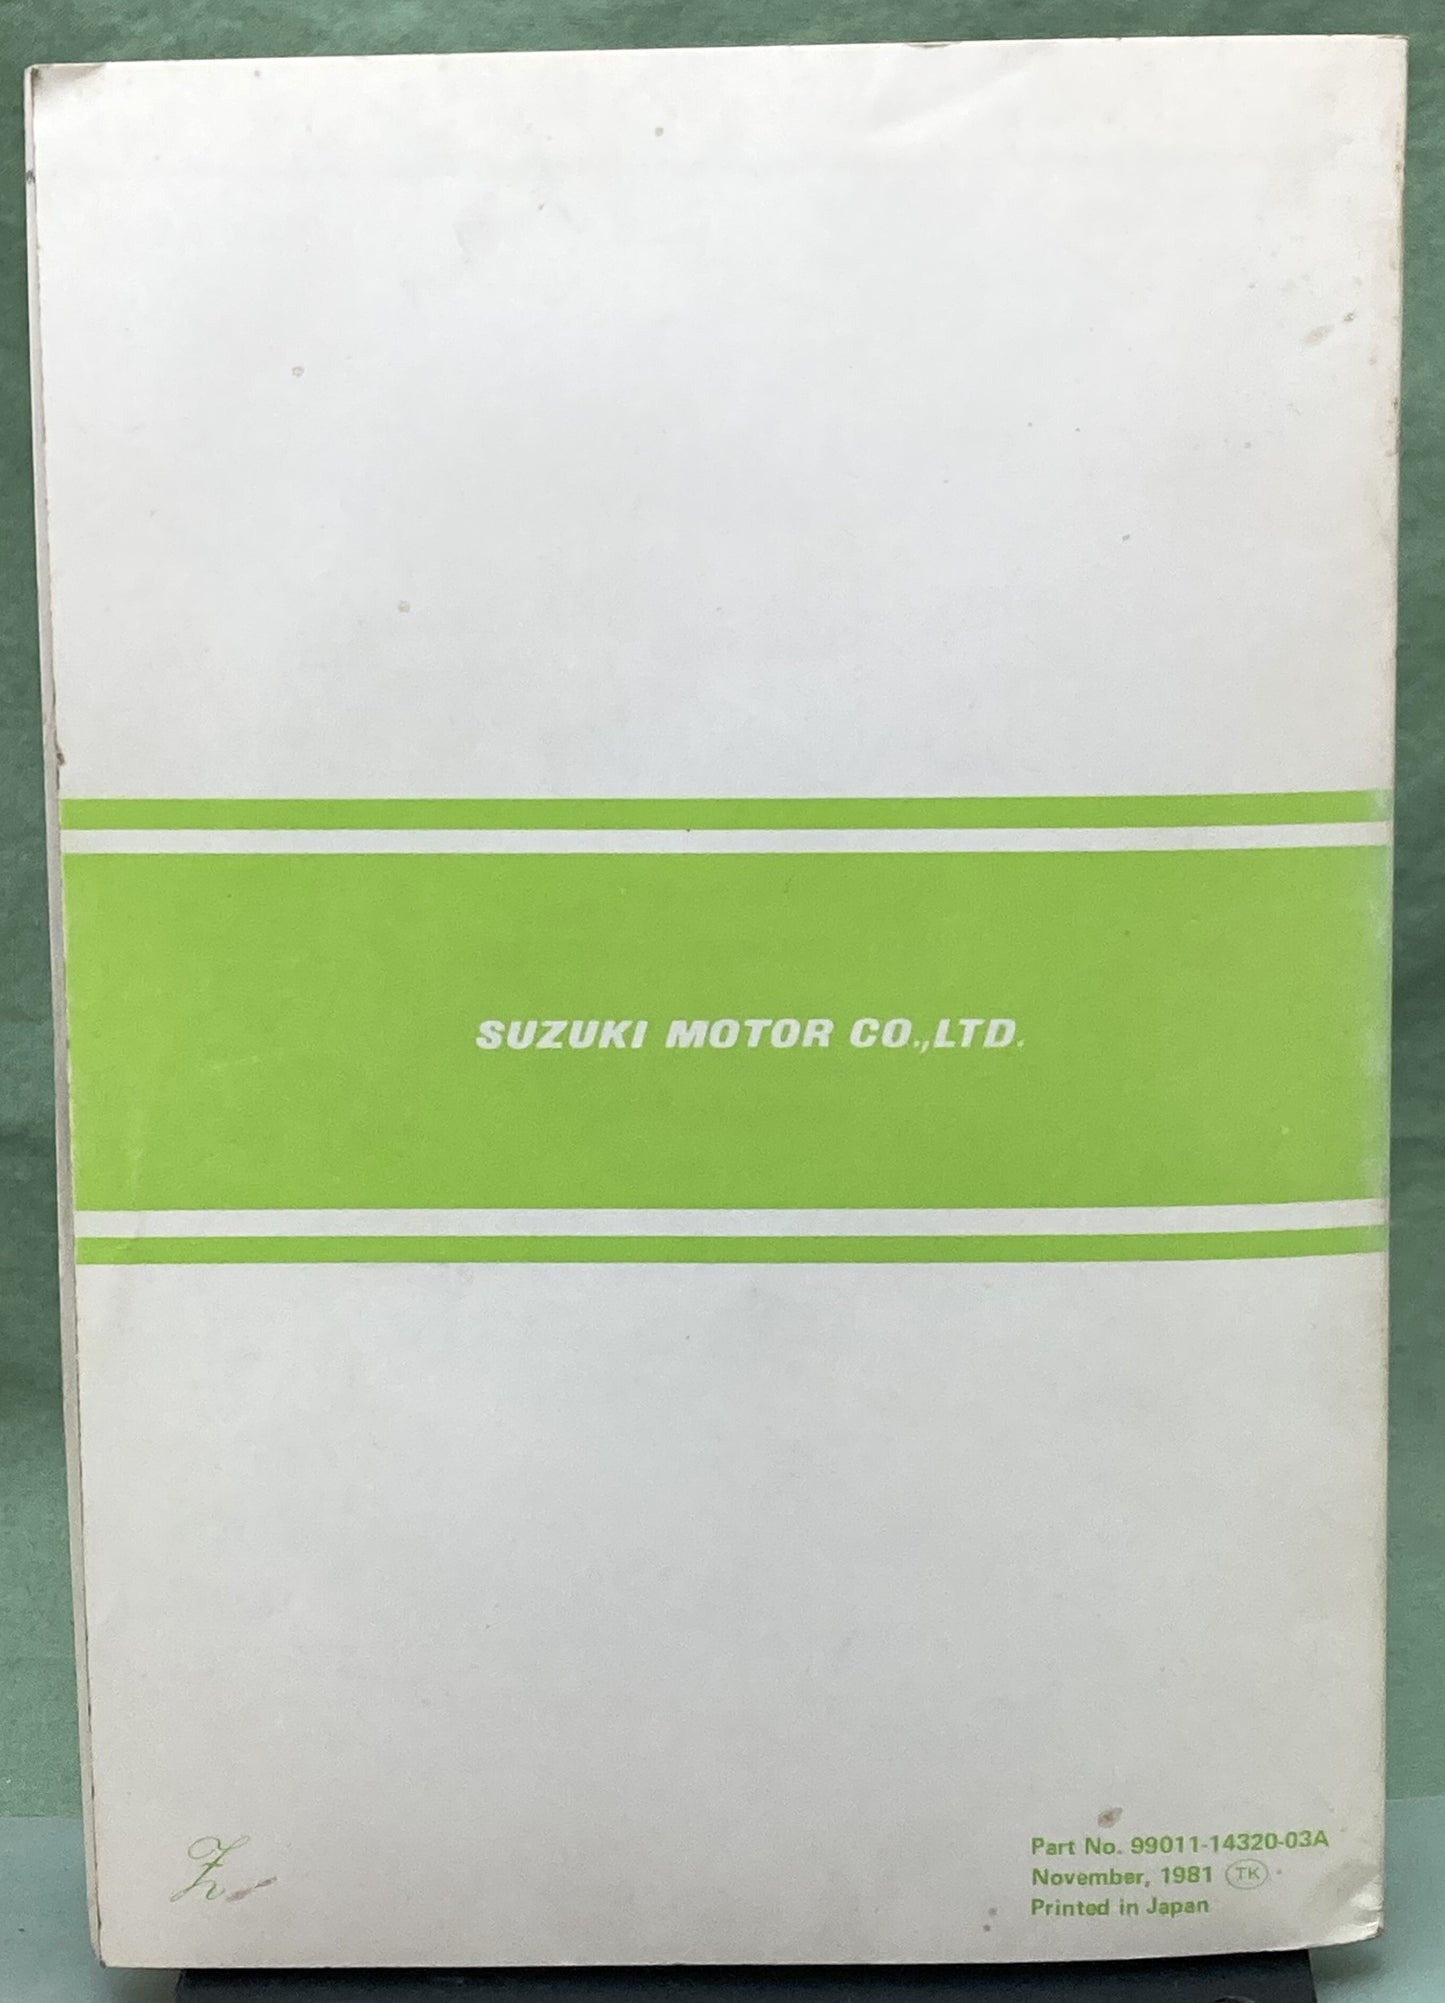 SUZUKI MOTOR CO.,LTD.
Part No. 99011-14320-03A
November, 1981 TK
Printed in Japan